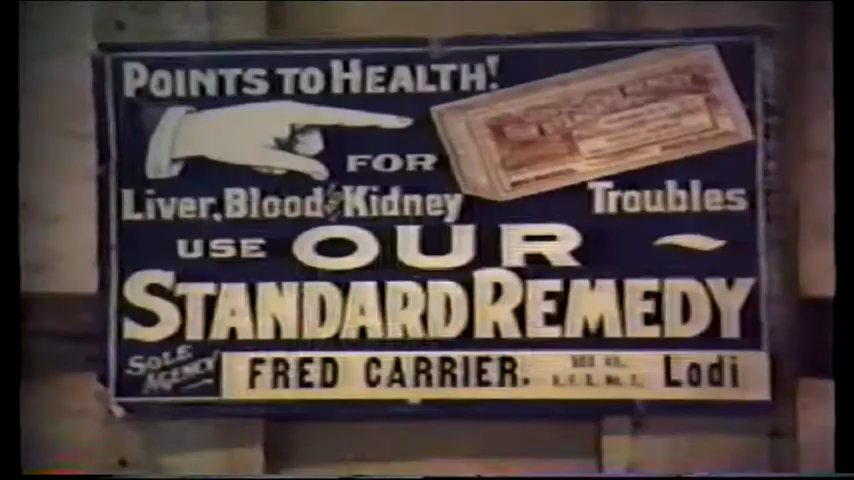 POINTS TO HEALTH!
FOR
Liver, Blood & Kidney Troubles
USE OUR
STANDARD REMEDY
SOLE AGENCY
FRED CARRIER. Lodi